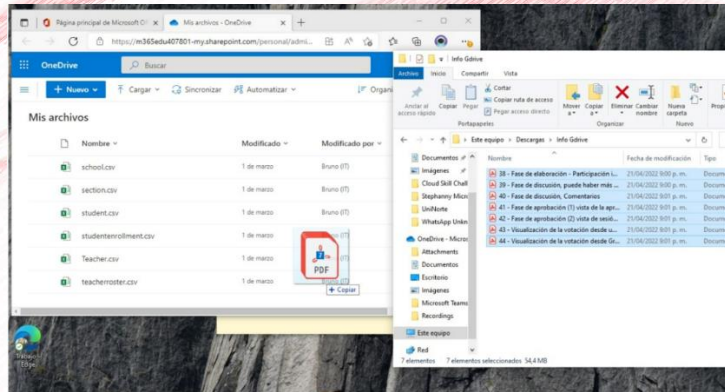 Página principal de Microsoft Of
Mis archivos - OneDrive
https://m365edu407801-my.sharepoint.com/personal/admi...
OneDrive
Buscar
+ Nuevo
Cargar
Sincronizar
Automatizar
Organi
Mis archivos
Nombre
Modificado
Modificado por
school.csv
1 de marzo
Bruno (IT)
section.csv
1 de marzo
Bruno (IT)
student.csv
1 de marzo
Bruno (IT)
studentenrollment.csv
1 de marzo
Teacher.csv
1 de marzo
teacherroster.csv
1 de marzo
7
PDF
+ Copiar
Trabajo
Edge
Info Gdrive
Archivo
Inicio
Compartir
Vista
Anclar al
acceso rápido
Copiar
Pegar
Cortar
Copiar ruta de acceso
Pegar acceso directo
Mover
a
Copiar
a
Eliminar
Cambiar
nombre
Nueva
carpeta
Portapapeles
Organizar
Nuevo
Este equipo > Descargas > Info Gdrive
Nombre
Fecha de modificación
Tipo
38 - Fase de elaboración - Participación i...
21/04/2022 9:00 p. m.
39 - Fase de discusión, puede haber más ...
21/04/2022 9:00 p. m.
40 - Fase de discusión, Comentarios
21/04/2022 9:01 p. m.
41 - Fase de aprobación (1) vista de la apr...
21/04/2022 9:01 p. m.
42 - Fase de aprobación (2) vista de sesió...
21/04/2022 9:01 p. m.
43 - Visualización de la votación desde u...
21/04/2022 9:01 p. m.
44 - Visualización de la votación desde Gr...
21/04/2022 9:01 p. m.
Documentos
Imágenes
Cloud Skill Chall
Stephanny Micro
UniNorte
WhatsApp Unkn
OneDrive - Micros
Attachments
Documentos
Escritorio
Imágenes
Microsoft Teams
Recordings
Este equipo
Red
7 elementos
7 elementos seleccionados 54,4 MB